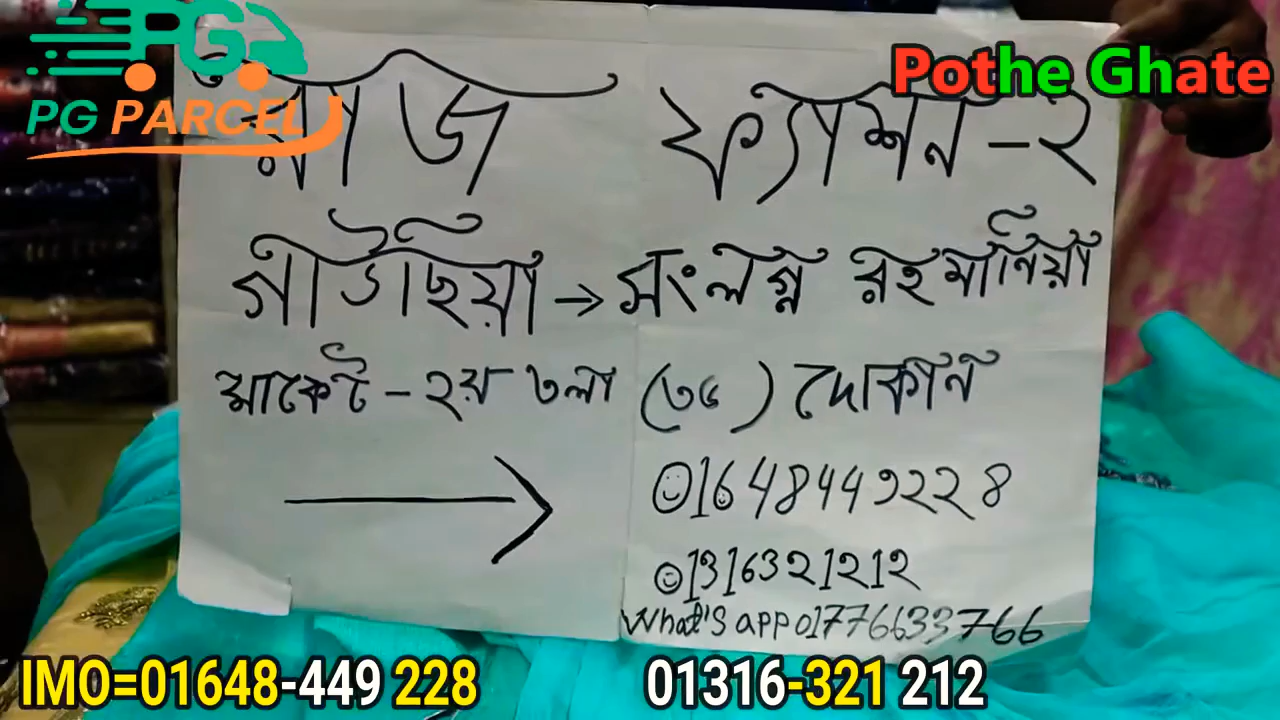 PG PARCEL
Pothe Ghate
রাজ ফ্যাশন -২
গাউছিয়া → সংলগ্ন রহমানিয়া
মাকেট - ২য় তলা (৩৬) দোকান
01648449228
01316321212
What'S app 01776633766
IMO=01648-449 228 01316-321 212